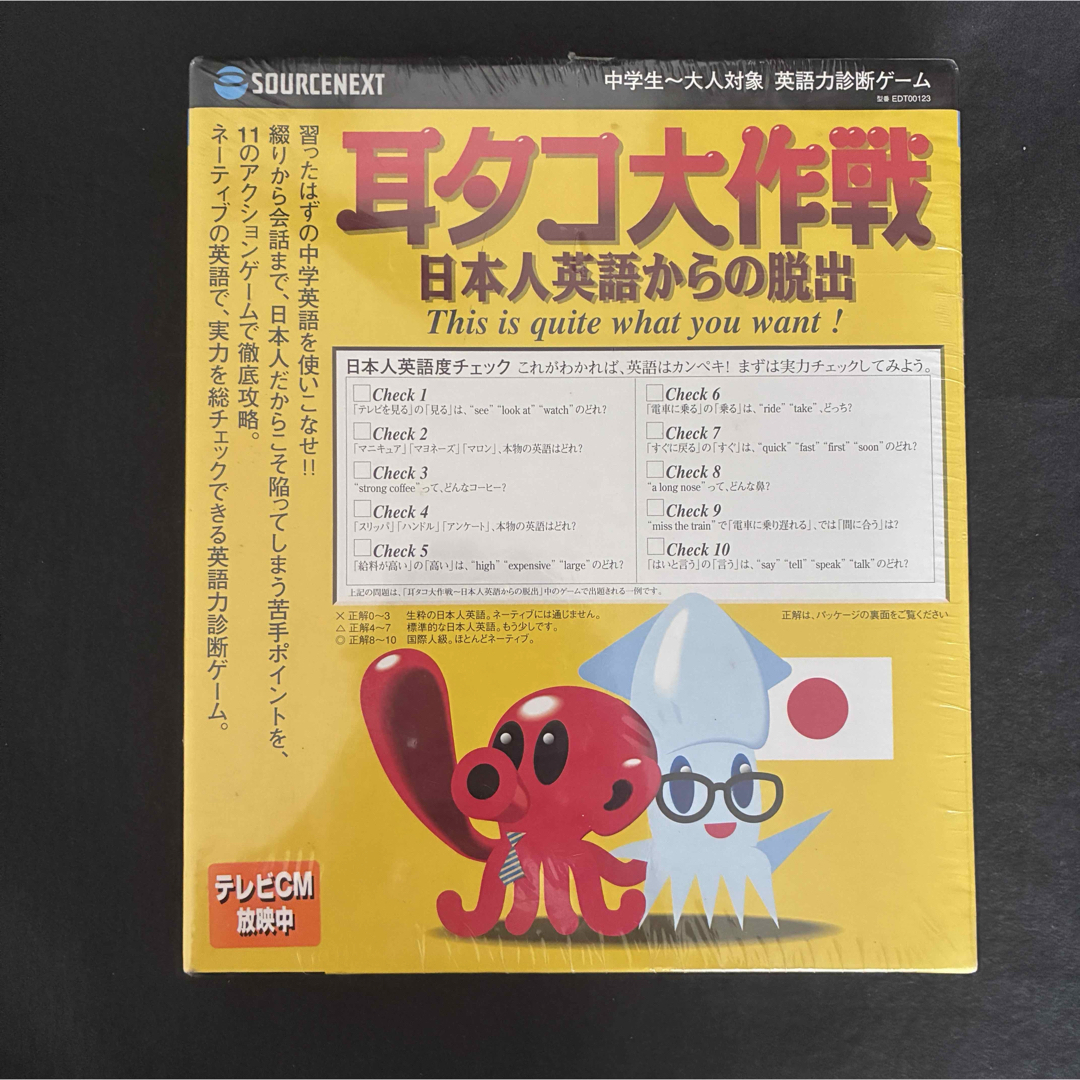 SOURCENEXT
中学生〜大人対象 英語力診断ゲーム
型番 EDT00123
習ったはずの中学英語を使いこなせ!!
綴りから会話まで、日本人だからこそ陥ってしまう苦手ポイントを、
11のアクションゲームで徹底攻略。
ネーティブの英語で、実力を総チェックできる英語力診断ゲーム。
耳タコ大作戦
日本人英語からの脱出
This is quite what you want !
日本人英語度チェック これがわかれば、英語はカンペキ! まずは実力チェックしてみよう。
Check 1
「テレビを見る」の「見る」は、“see” “look at” “watch” のどれ?
Check 2
「マニキュア」「マヨネーズ」「マロン」、本物の英語はどれ?
Check 3
“strong coffee”って、どんなコーヒー?
Check 4
「スリッパ」「ハンドル」「アンケート」、本物の英語はどれ?
Check 5
「給料が高い」の「高い」は、“high” “expensive” “large” のどれ?
Check 6
「電車に乗る」の「乗る」は、“ride” “take” 、どっち?
Check 7
「すぐに戻る」の「すぐ」は、“quick” “fast” “first” “soon” のどれ?
Check 8
“a long nose”って、どんな鼻?
Check 9
“miss the train” で「電車に乗り遅れる」、では「間に合う」は?
Check 10
「はいと言う」の「言う」は、“say” “tell” “speak” “talk” のどれ?
上記の問題は、「耳タコ大作戦〜日本人英語からの脱出」中のゲームで出題される一例です。
× 正解0〜3 生粋の日本人英語。ネーティブには通じません。
△ 正解4〜7 標準的な日本人英語。もう少しです。
◎ 正解8〜10 国際人級。ほとんどネーティブ。
正解は、パッケージの裏面をご覧ください
テレビCM
放映中